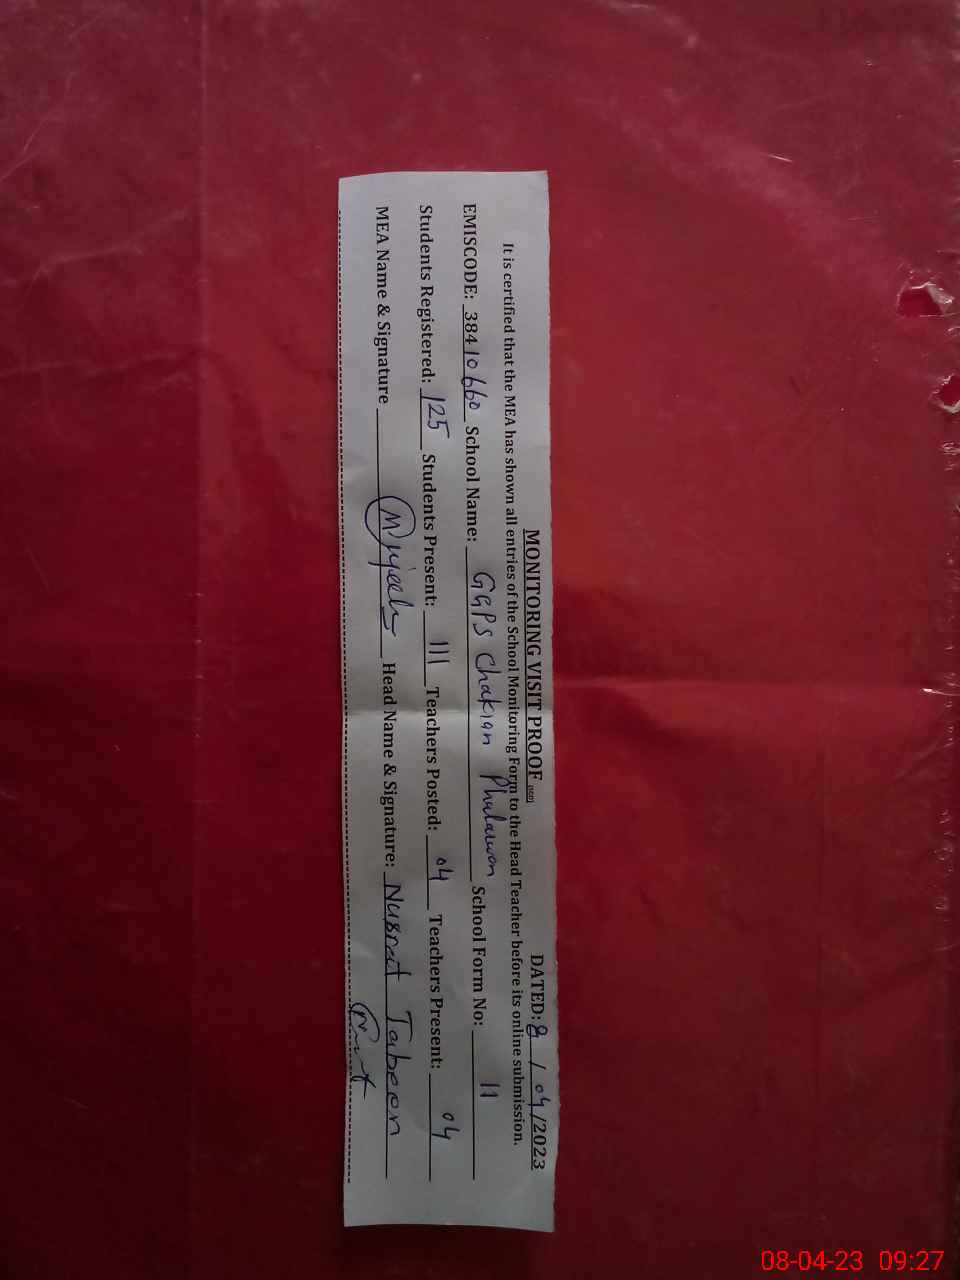 MONITORING VISIT PROOF (SED) DATED: 8 / 04 /2023
It is certified that the MEA has shown all entries of the School Monitoring Form to the Head Teacher before its online submission.
EMISCODE: 38410660 School Name: GGPS Chakian Phularwan School Form No: 11
Students Registered: 125 Students Present: 111 Teachers Posted: 04 Teachers Present: 04
MEA Name & Signature Mujeeb Head Name & Signature: Nusrat Tabeen
08-04-23 09:27